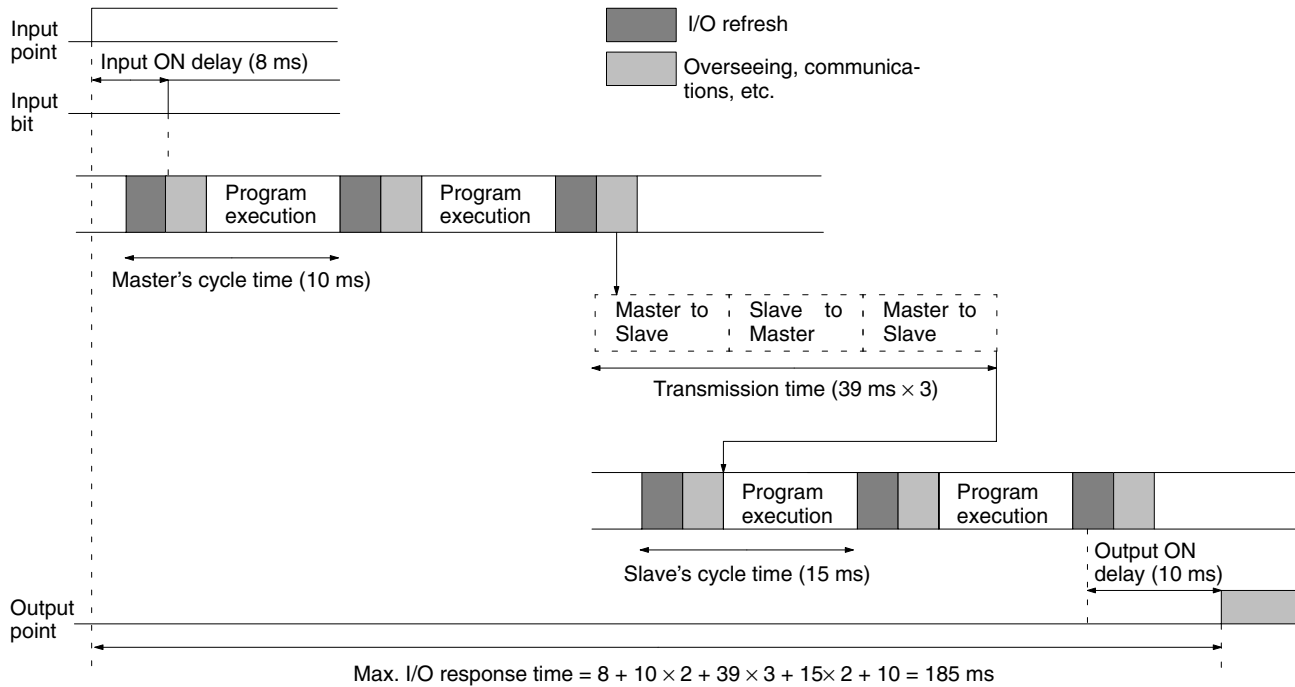 Input
point
Input ON delay (8 ms)
I/O refresh
Overseeing, communica-
tions, etc.
Input
bit
Program
execution
Program
execution
Master's cycle time (10 ms)
Master to
Slave
Slave to
Master
Master to
Slave
Transmission time (39 ms × 3)
Program
execution
Program
execution
Slave's cycle time (15 ms)
Output ON
delay (10 ms)
Output
point
Max. I/O response time = 8 + 10 × 2 + 39 × 3 + 15× 2 + 10 = 185 ms